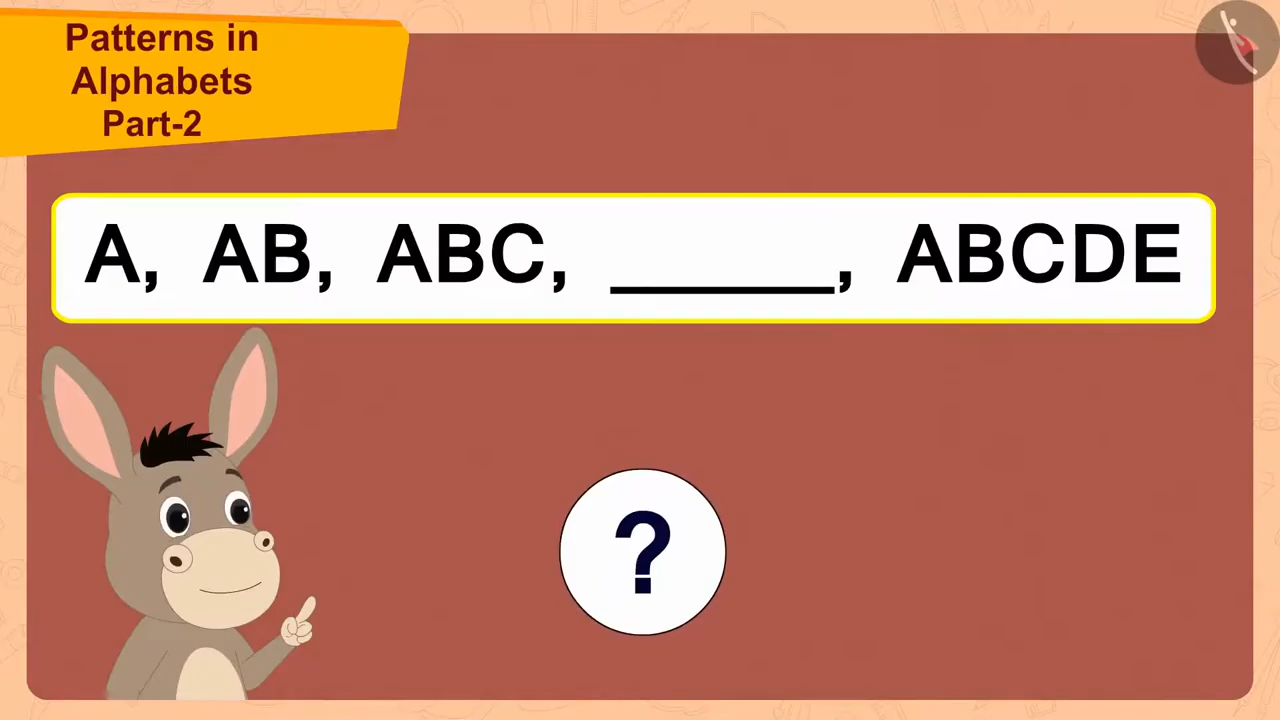 Patterns in
Alphabets
Part-2
A, AB, ABC, ______, ABCDE
?